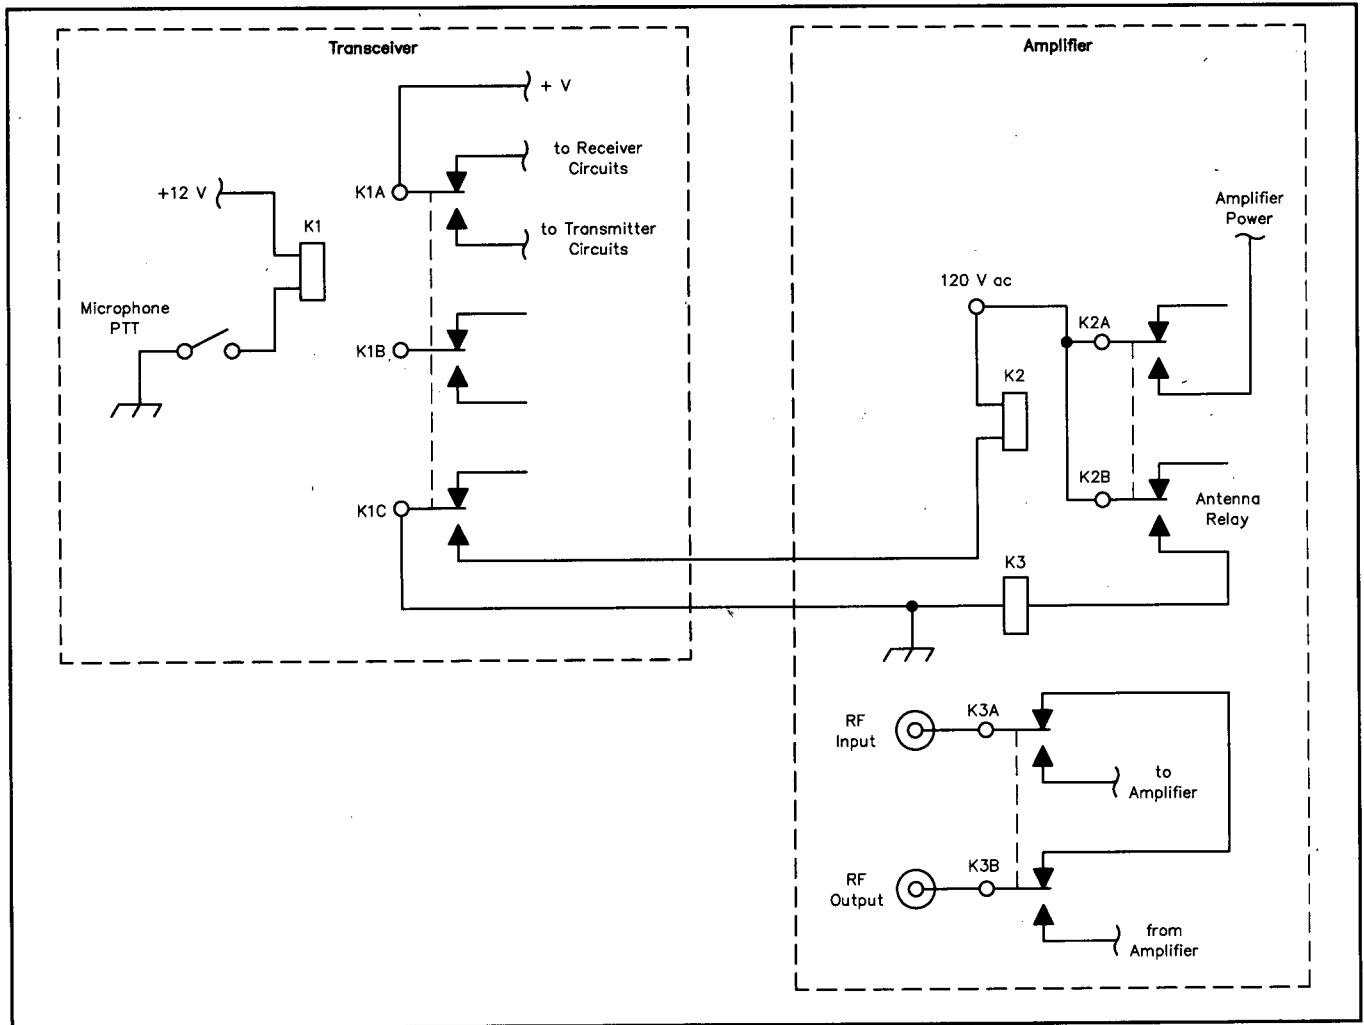 Transceiver
+ V
to Receiver
Circuits
K1A
to Transmitter
Circuits
+12 V
K1
Microphone
PTT
K1B
K1C
Amplifier
Amplifier
Power
120 V ac
K2A
K2
K2B
Antenna
Relay
K3
RF
Input
K3A
to
Amplifier
RF
Output
K3B
from
Amplifier